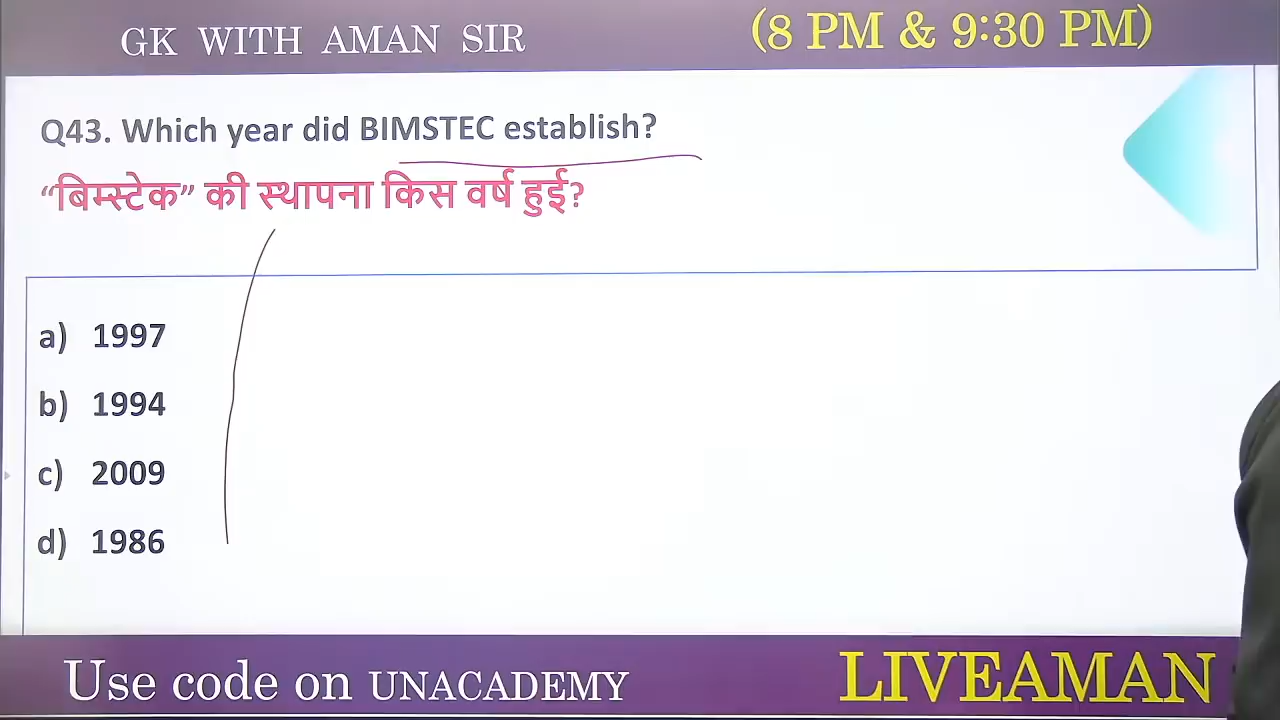 GK WITH AMAN SIR
(8 PM & 9:30 PM)
Q43. Which year did BIMSTEC establish?
“बिम्स्टेक” की स्थापना किस वर्ष हुई?
a) 1997
b) 1994
c) 2009
d) 1986
Use code on UNACADEMY
LIVEAMAN